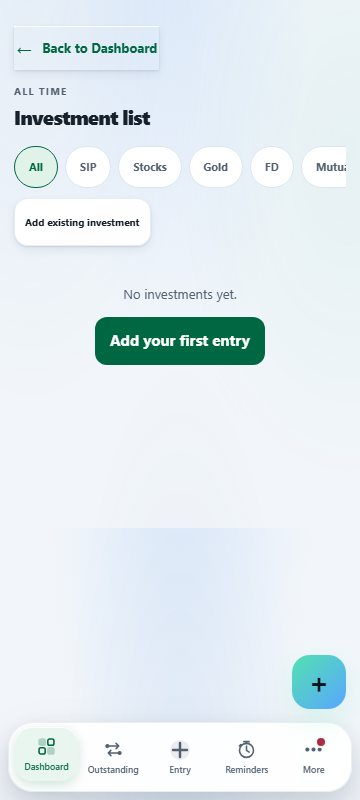 ← Back to Dashboard
ALL TIME
Investment list
All SIP Stocks Gold FD Mutua
Add existing investment
No investments yet.
Add your first entry
+
Dashboard Outstanding Entry Reminders More